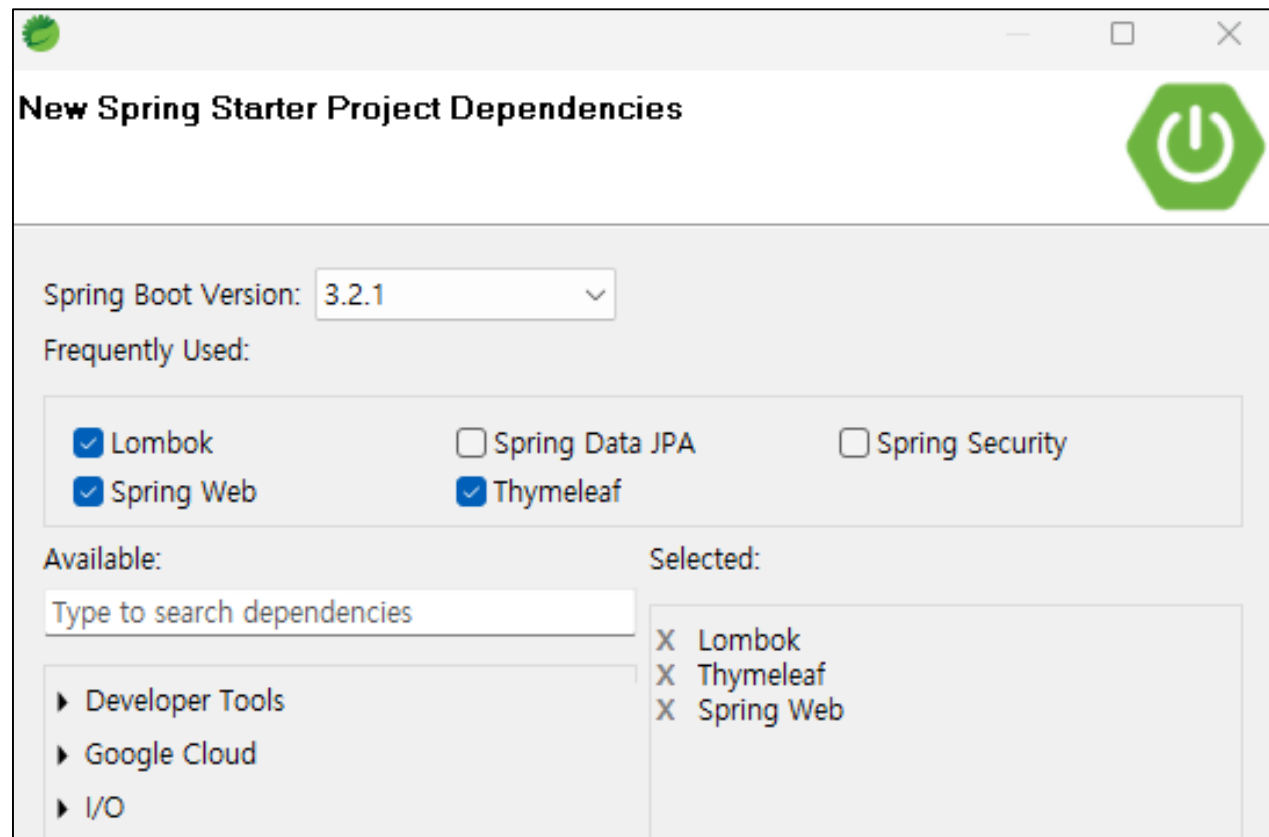 New Spring Starter Project Dependencies
Spring Boot Version: 3.2.1
Frequently Used:
Lombok Spring Data JPA Spring Security
Spring Web Thymeleaf
Available: Selected:
Type to search dependencies
X Lombok
X Thymeleaf
X Spring Web
Developer Tools
Google Cloud
I/O